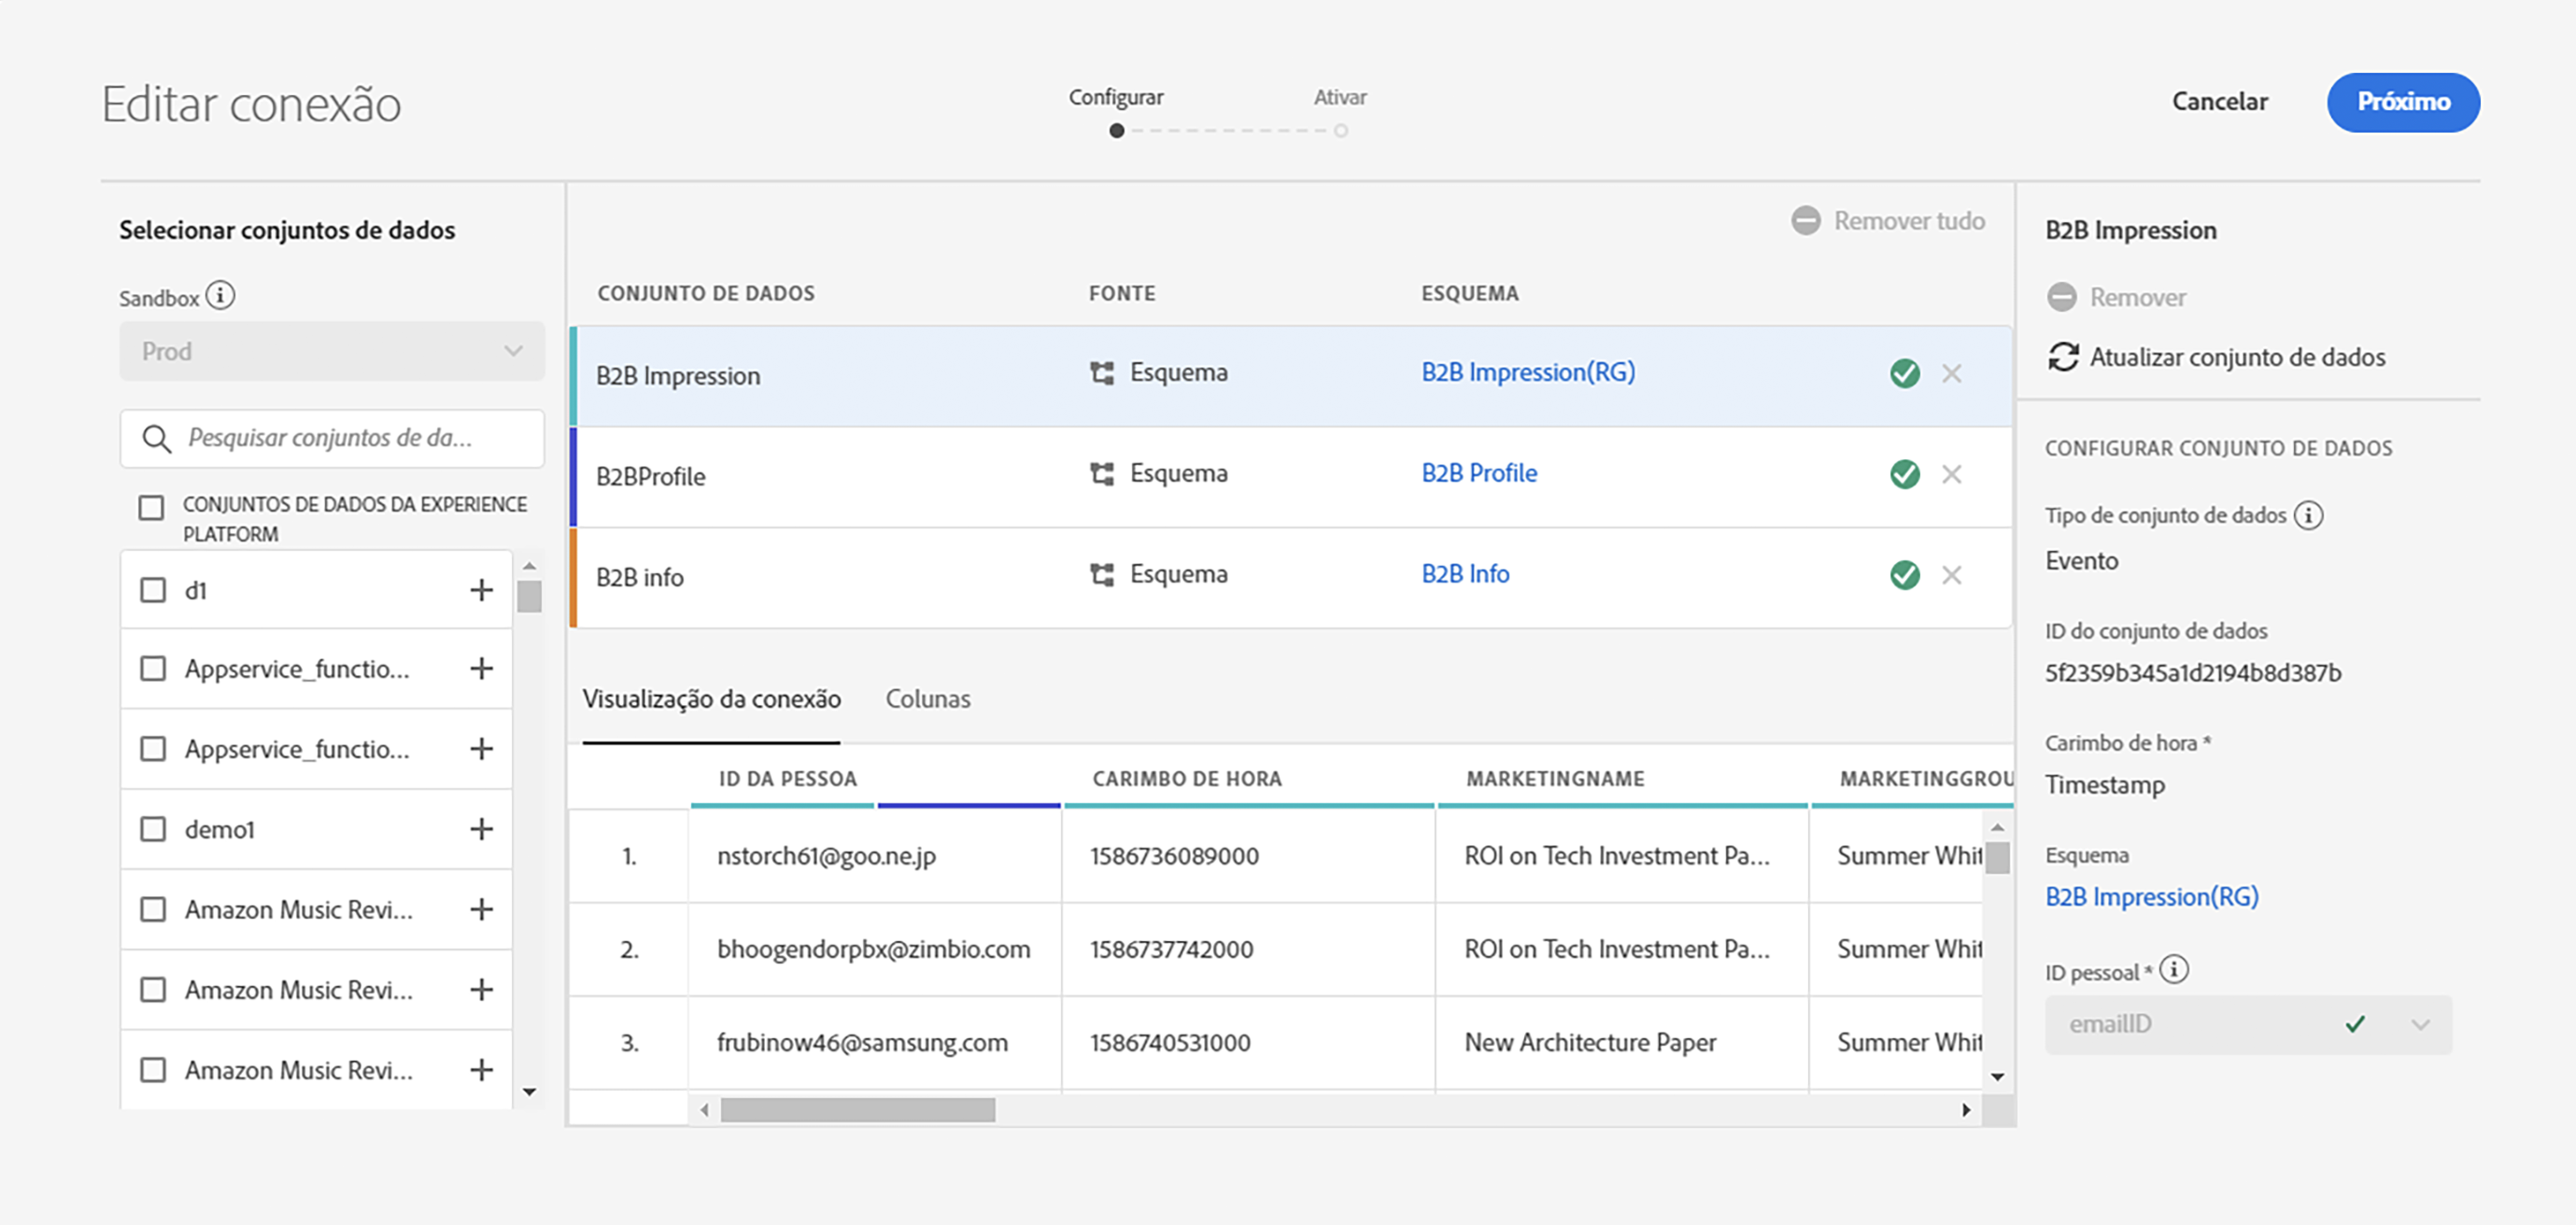 Editar conexão
Configurar
Ativar
Cancelar
Próximo
Selecionar conjuntos de dados
Sandbox
Prod
Pesquisar conjuntos de da...
CONJUNTOS DE DADOS DA EXPERIENCE
PLATFORM
d1
Appservice_functio...
Appservice_functio...
demo1
Amazon Music Revi...
Amazon Music Revi...
Amazon Music Revi...
Remover tudo
CONJUNTO DE DADOS FONTE ESQUEMA
B2B Impression Esquema B2B Impression(RG)
B2BProfile Esquema B2B Profile
B2B info Esquema B2B Info
Visualização da conexão Colunas
ID DA PESSOA CARIMBO DE HORA MARKETINGNAME MARKETINGGROU
1. nstorch61@goo.ne.jp 1586736089000 ROI on Tech Investment Pa... Summer Whit
2. bhoogendorpbx@zimbio.com 1586737742000 ROI on Tech Investment Pa... Summer Whit
3. frubinow46@samsung.com 1586740531000 New Architecture Paper Summer Whit
B2B Impression
Remover
Atualizar conjunto de dados
CONFIGURAR CONJUNTO DE DADOS
Tipo de conjunto de dados
Evento
ID do conjunto de dados
5f2359b345a1d2194b8d387b
Carimbo de hora *
Timestamp
Esquema
B2B Impression(RG)
ID pessoal *
emailID